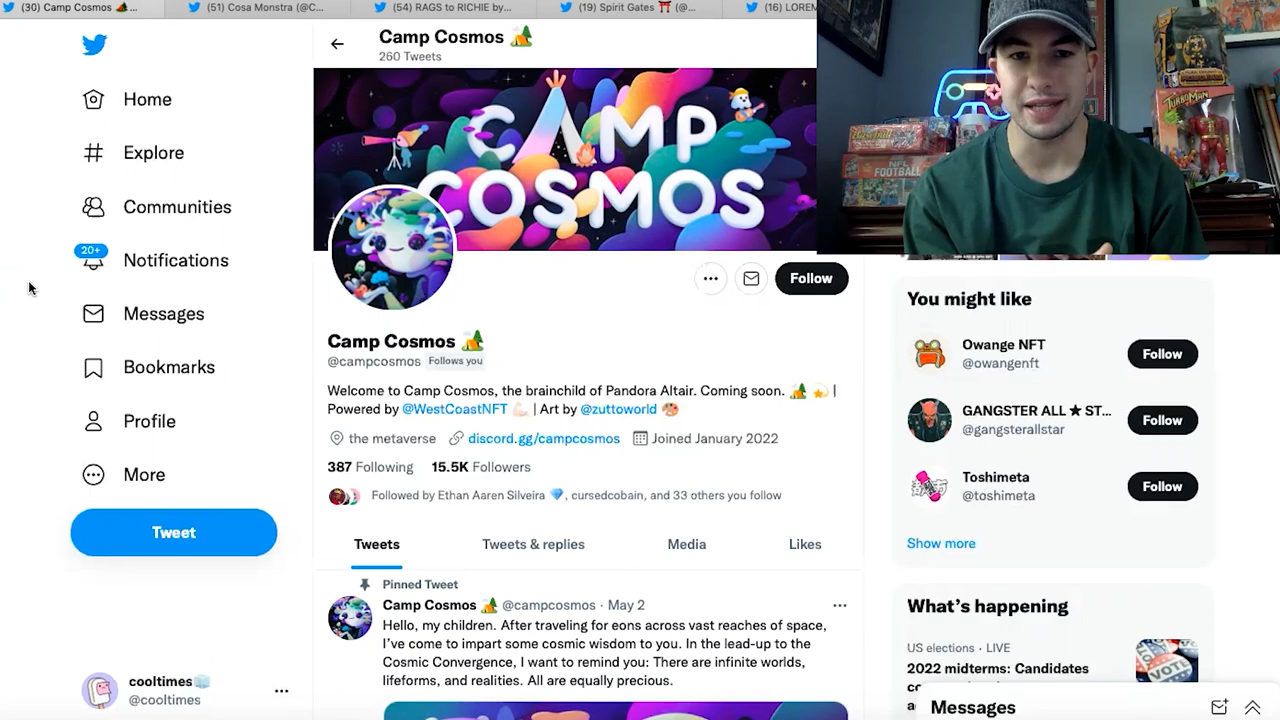 (30) Camp Cosmos 🏕️...
(51) Cosa Monstra (@C...
(54) RAGS to RICHIE by...
(19) Spirit Gates ⛩️ (@...
(16) LOREM
Camp Cosmos 🏕️
260 Tweets
CAMP
COSMOS
BASEBALL
NFL
FOOTBALL
TURBO MAN
Home
Explore
Communities
20+
Notifications
Messages
Bookmarks
Profile
More
Tweet
cooltimes🧊
@cooltimes
Follow
Camp Cosmos 🏕️
@campcosmos Follows you
Welcome to Camp Cosmos, the brainchild of Pandora Altair. Coming soon. 🏕️ 💫 |
Powered by @WestCoastNFT 💪🏻 | Art by @zuttoworld 🎨
the metaverse discord.gg/campcosmos Joined January 2022
387 Following 15.5K Followers
Followed by Ethan Aaren Silveira 💎, cursedcobain, and 33 others you follow
Tweets Tweets & replies Media Likes
Pinned Tweet
Camp Cosmos 🏕️ @campcosmos · May 2
Hello, my children. After traveling for eons across vast reaches of space,
I've come to impart some cosmic wisdom to you. In the lead-up to the
Cosmic Convergence, I want to remind you: There are infinite worlds,
lifeforms, and realities. All are equally precious.
You might like
Owange NFT
@owangenft
Follow
GANGSTER ALL ★ ST...
@gangsterallstar
Follow
Toshimeta
@toshimeta
Follow
Show more
What's happening
US elections · LIVE
2022 midterms: Candidates
VOTE
Messages